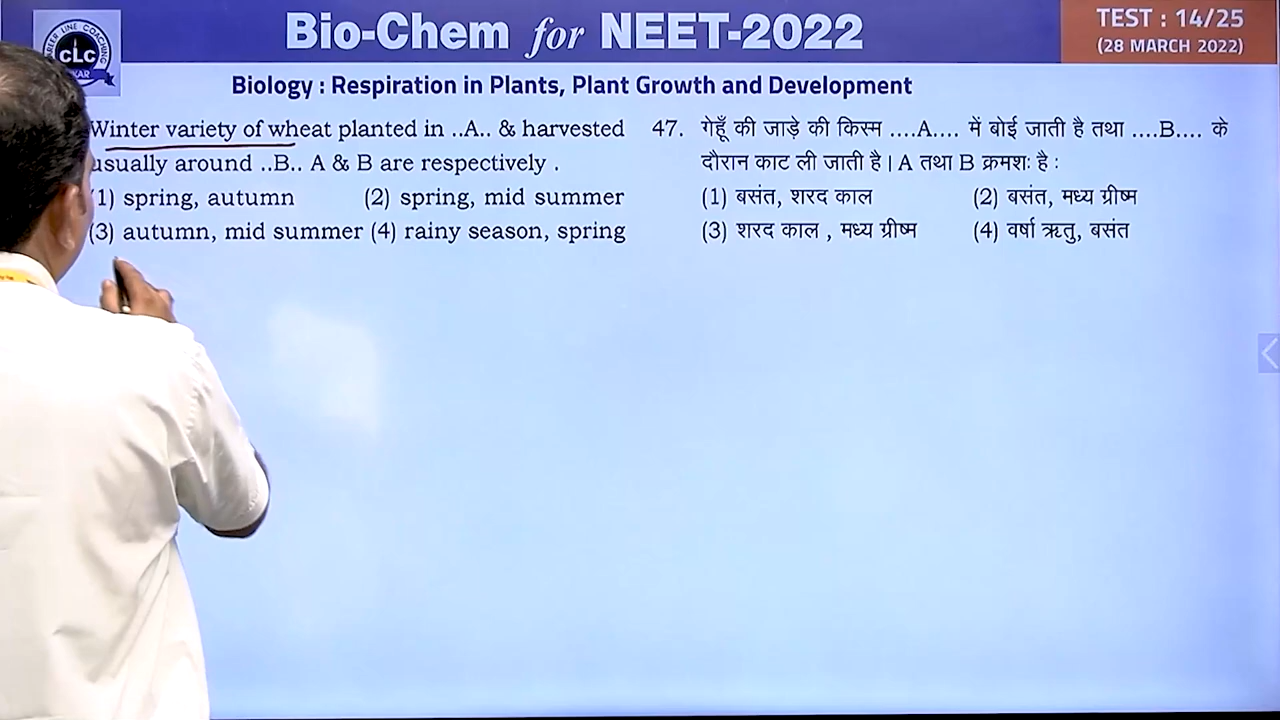 Bio-Chem for NEET-2022
TEST : 14/25
(28 MARCH 2022)
CLC
Biology : Respiration in Plants, Plant Growth and Development
Winter variety of wheat planted in ..A.. & harvested
usually around ..B.. A & B are respectively .
(1) spring, autumn (2) spring, mid summer
(3) autumn, mid summer (4) rainy season, spring
47. गेहूँ की जाड़े की किस्म ....A.... में बोई जाती है तथा ....B.... के
दौरान काट ली जाती है। A तथा B क्रमशः है :
(1) बसंत, शरद काल (2) बसंत, मध्य ग्रीष्म
(3) शरद काल , मध्य ग्रीष्म (4) वर्षा ऋतु, बसंत